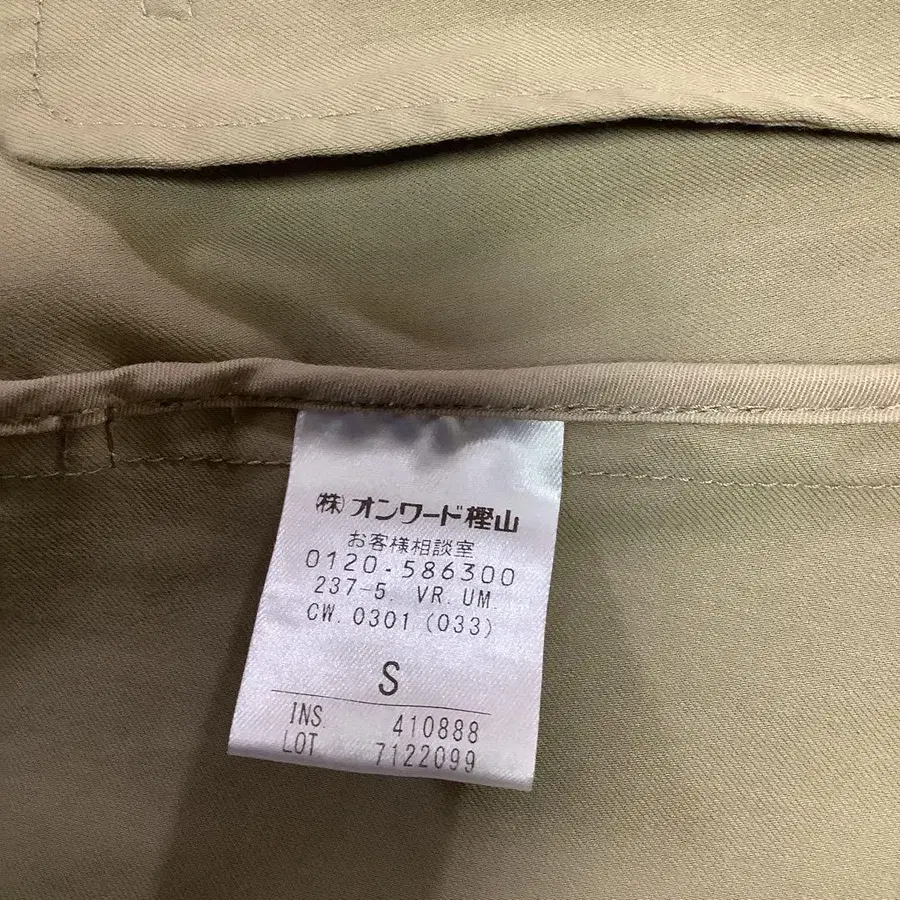 (株)オンワード樫山
お客様相談室
0120-586300
237-5. VR. UM.
CW. 0301 (033)
S
INS. 410888
LOT 7122099